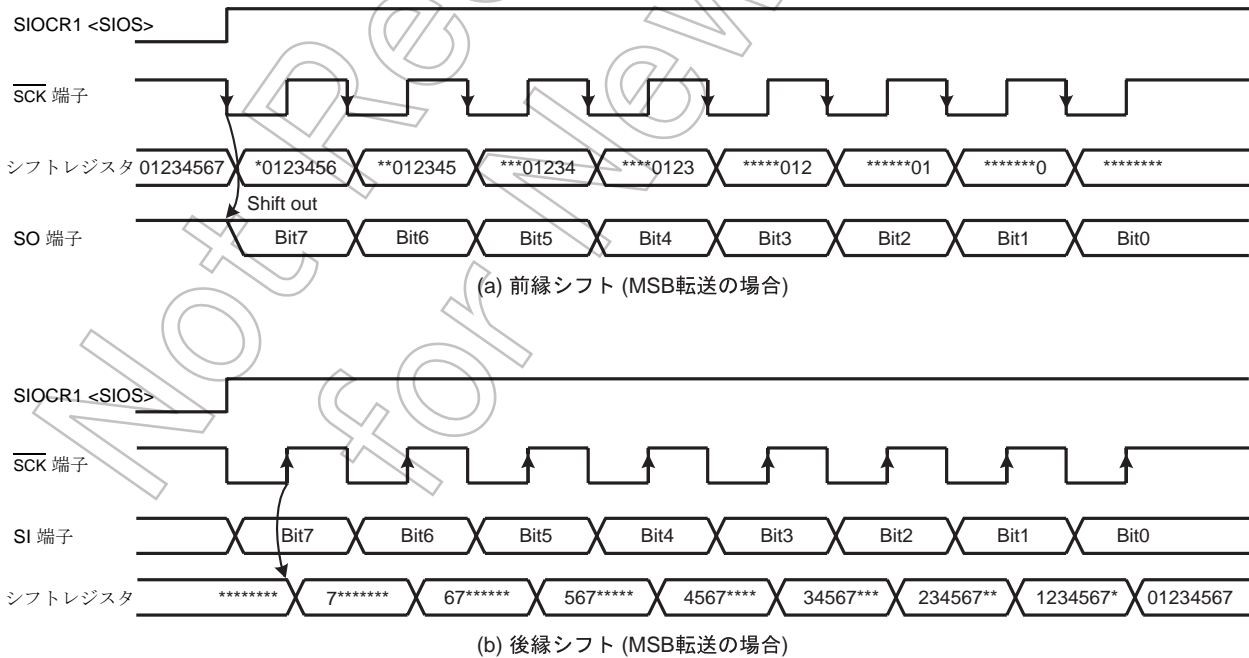 SIOCR1 <SIOS>
SCK 端子
シフトレジスタ 01234567 *0123456 **012345 ***01234 ****0123 *****012 ******01 *******0 ********
Shift out
SO 端子 Bit7 Bit6 Bit5 Bit4 Bit3 Bit2 Bit1 Bit0
(a) 前縁シフト (MSB転送の場合)
SIOCR1 <SIOS>
SCK 端子
SI 端子 Bit7 Bit6 Bit5 Bit4 Bit3 Bit2 Bit1 Bit0
シフトレジスタ ******** 7******* 67****** 567***** 4567**** 34567*** 234567** 1234567* 01234567
(b) 後縁シフト (MSB転送の場合)
Not Re
for New